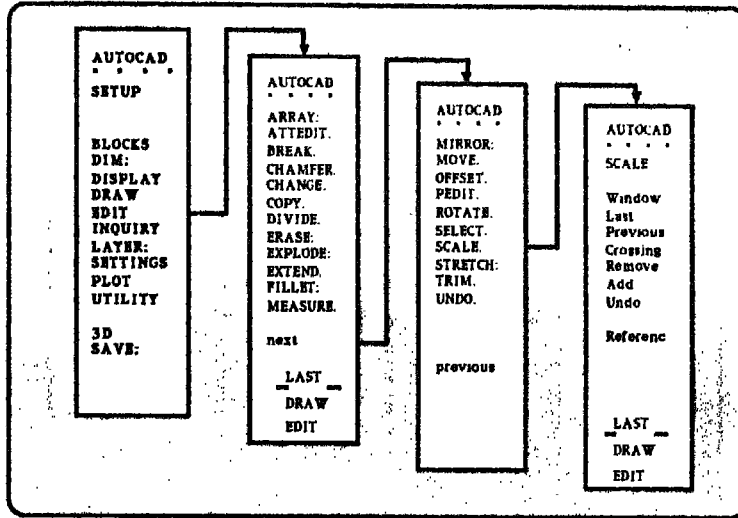 AUTOCAD
* * * *
SETUP
BLOCKS
DIM:
DISPLAY
DRAW
EDIT
INQUIRY
LAYER:
SETTINGS
PLOT
UTILITY
3D
SAVE:
AUTOCAD
* * * *
ARRAY:
ATTEDIT.
BREAK.
CHAMFER.
CHANGE.
COPY.
DIVIDE.
ERASE:
EXPLODE:
EXTEND.
FILLET:
MEASURE.
next
_LAST_
DRAW
EDIT
AUTOCAD
* * * *
MIRROR:
MOVE.
OFFSET.
PEDIT.
ROTATE.
SELECT.
SCALE.
STRETCH:
TRIM.
UNDO.
previous
AUTOCAD
* * * *
SCALE
Window
Last
Previous
Crossing
Remove
Add
Undo
Referenc
_LAST_
DRAW
EDIT